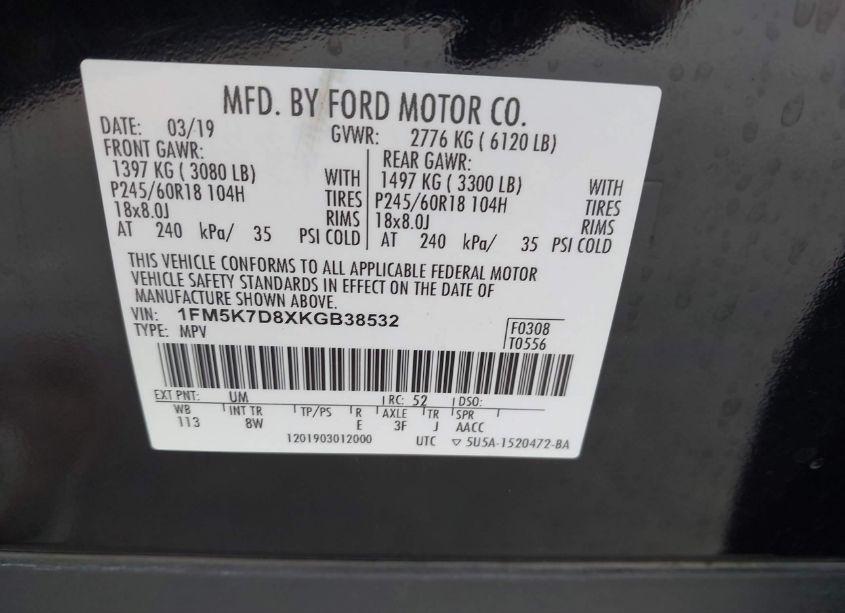 MFD. BY FORD MOTOR CO.
DATE: 03/19 GVWR: 2776 KG ( 6120 LB)
FRONT GAWR: REAR GAWR:
1397 KG ( 3080 LB) WITH 1497 KG ( 3300 LB) WITH
P245/60R18 104H TIRES P245/60R18 104H TIRES
18x8.0J RIMS 18x8.0J RIMS
AT 240 kPa/ 35 PSI COLD AT 240 kPa/ 35 PSI COLD
THIS VEHICLE CONFORMS TO ALL APPLICABLE FEDERAL MOTOR
VEHICLE SAFETY STANDARDS IN EFFECT ON THE DATE OF
MANUFACTURE SHOWN ABOVE.
VIN: 1FM5K7D8XKGB38532 F0308
TYPE: MPV T0556
EXT PNT: UM RC: 52 DSO:
WB INT TR TP/PS R AXLE TR SPR
113 8W E 3F J AACC
1201903012000 UTC ▽ 5U5A-1520472-BA